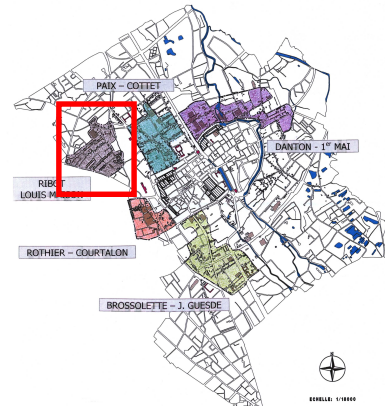 PAIX – COTTET
DANTON - 1er MAI
RIBOT
LOUIS
ROTHIER – COURTALON
BROSSOLETTE – J. GUESDE
ECHELLE: 1/10000